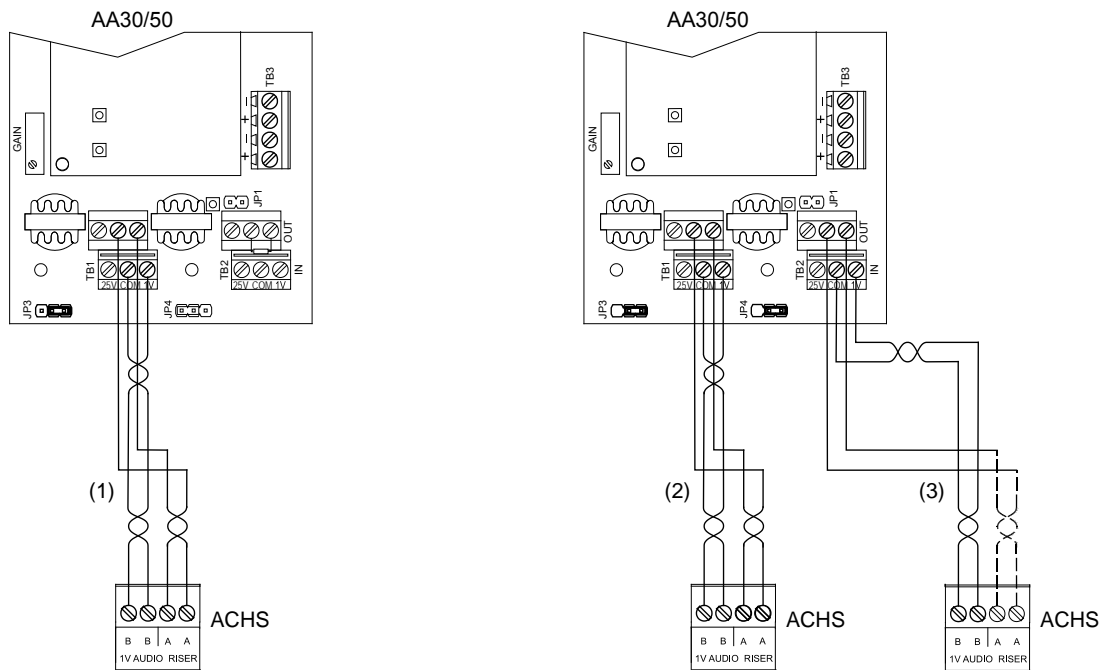 AA30/50
TB3
GAIN
I
+
I
+
JP1
OUT
TB1
TB2
IN
25V COM 1V
25V COM 1V
JP3
JP4
(1)
ACHS
B B A A
1V AUDIO RISER
AA30/50
TB3
GAIN
I
+
I
+
JP1
OUT
TB1
TB2
IN
25V COM 1V
25V COM 1V
JP3
JP4
(2)
(3)
ACHS
B B A A
1V AUDIO RISER
ACHS
B B A A
1V AUDIO RISER